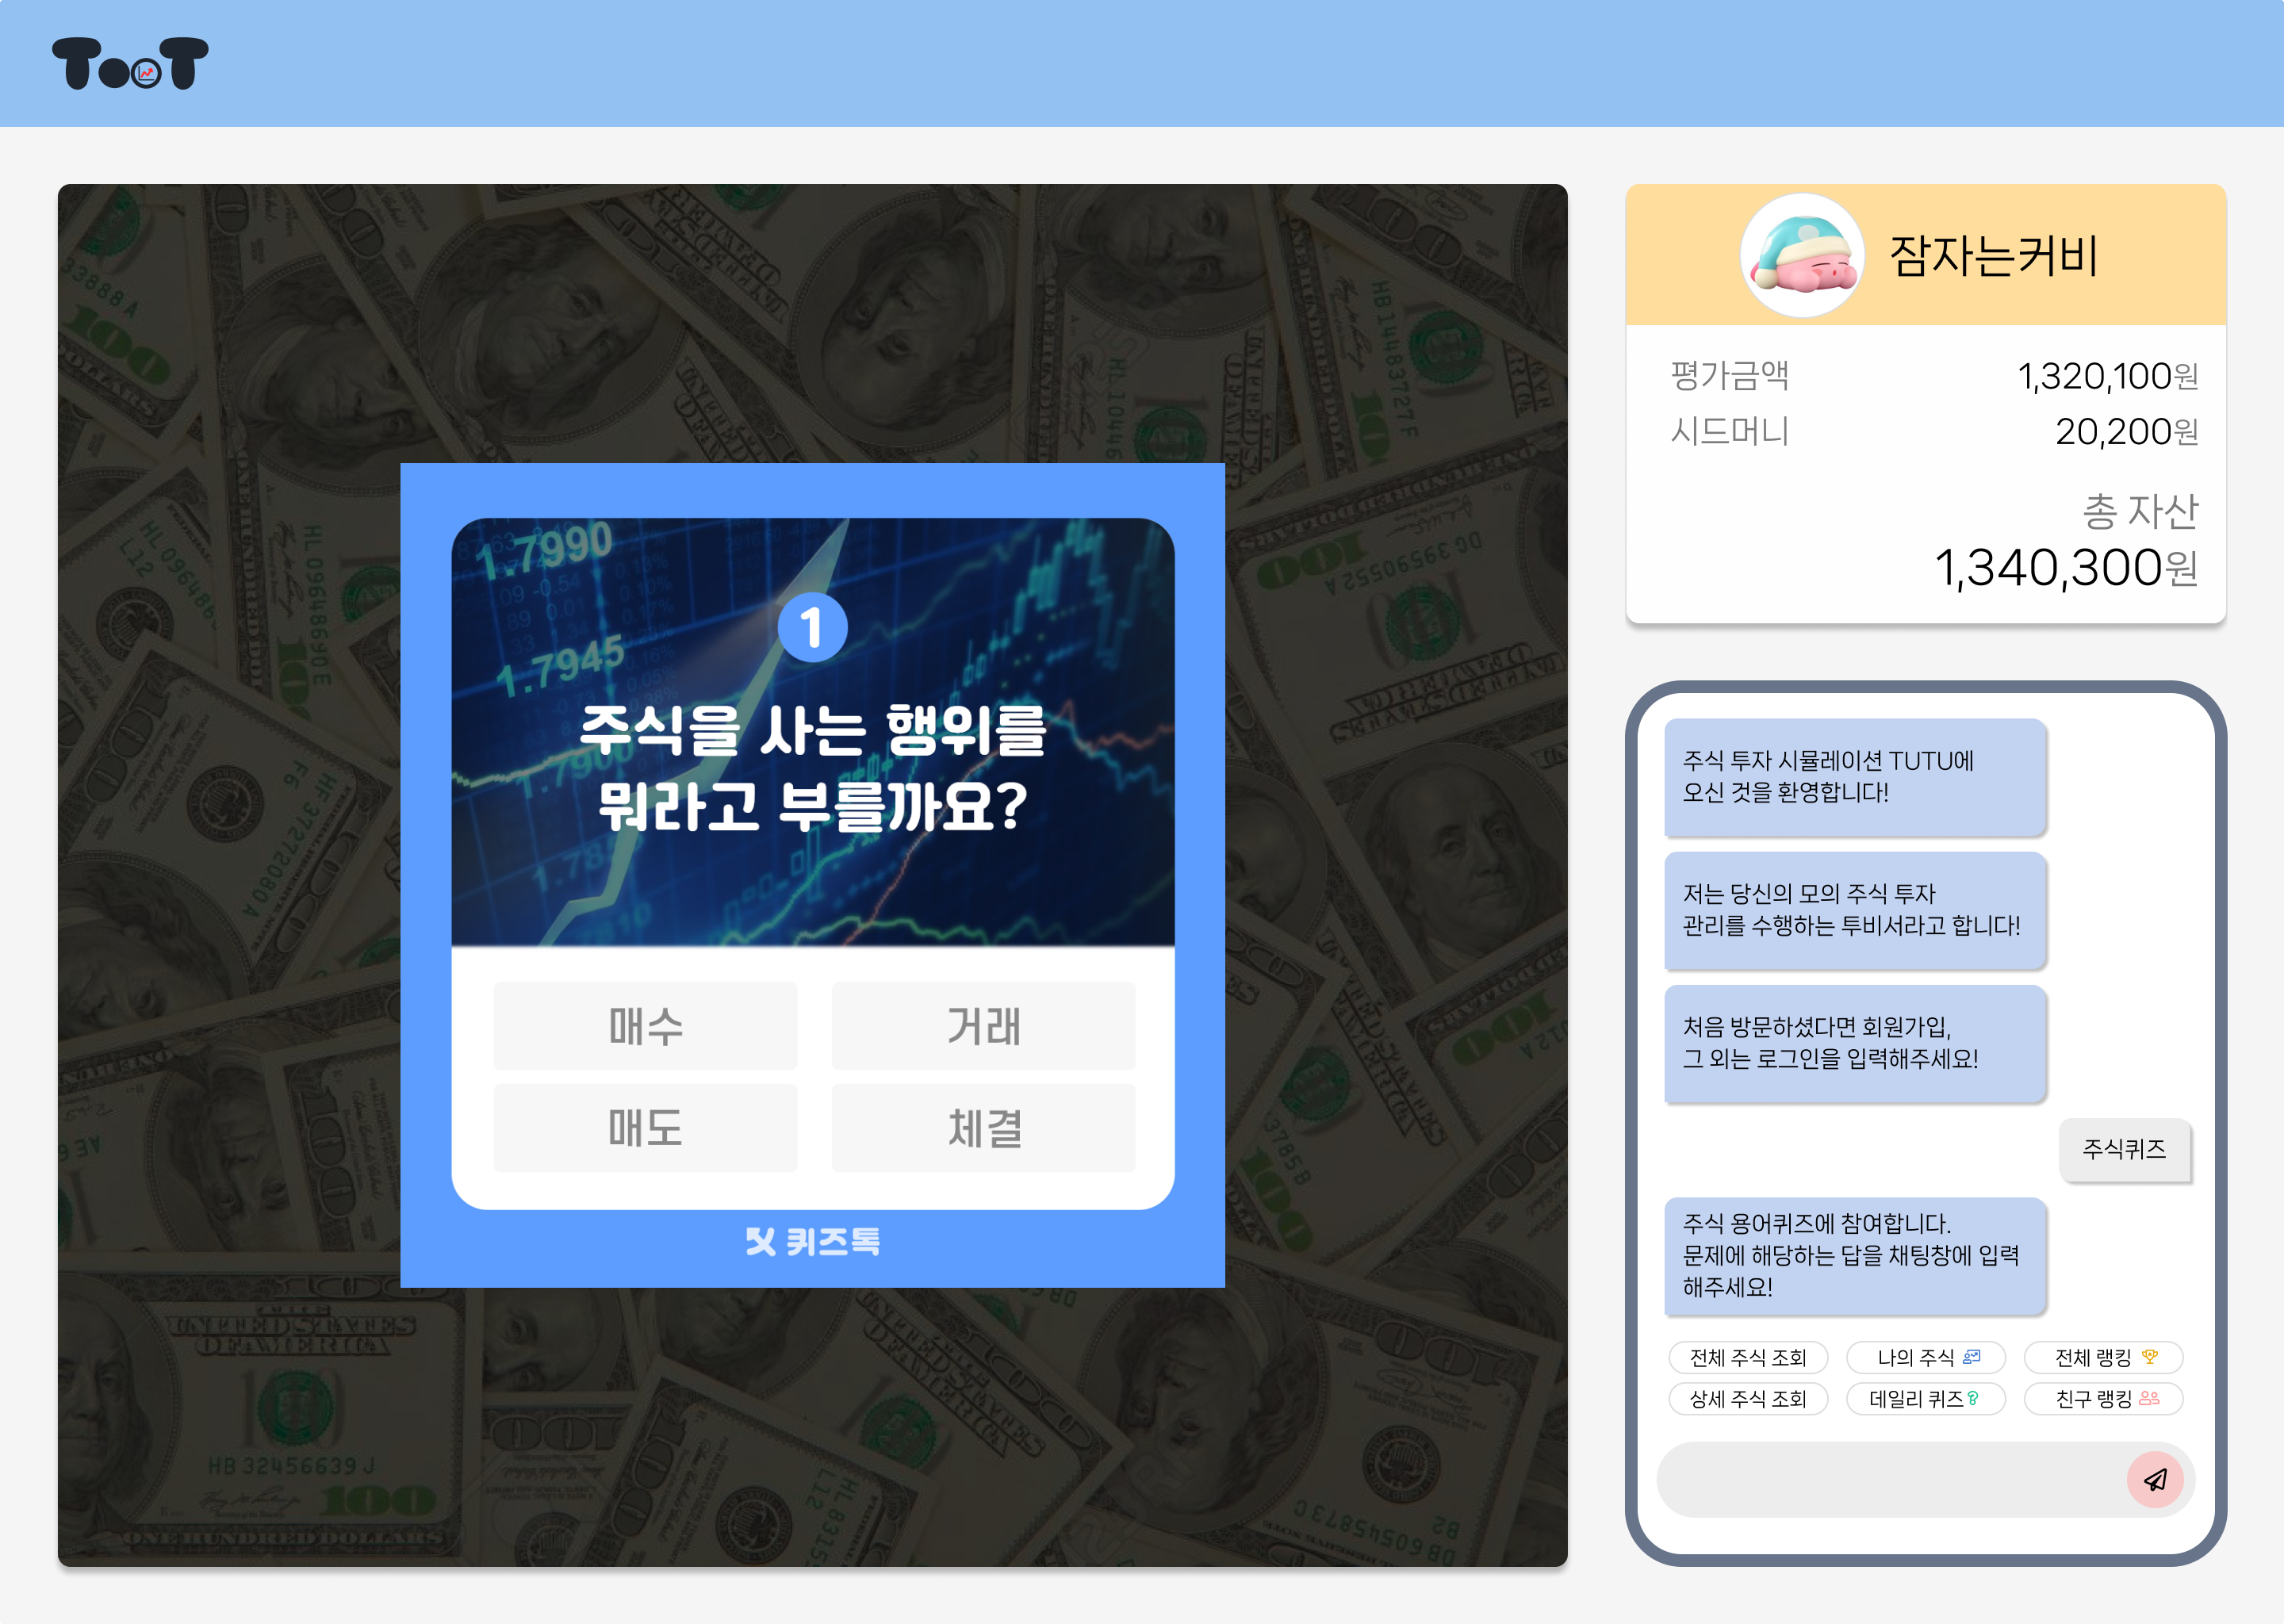 TooT
1.7990
1.7945
1
주식을 사는 행위를
뭐라고 부를까요?
매수
거래
매도
체결
퀴즈톡
HB 32456639 J
100
ONE HUNDRED DOLLARS
잠자는커비
평가금액 1,320,100원
시드머니 20,200원
총 자산
1,340,300원
주식 투자 시뮬레이션 TUTU에
오신 것을 환영합니다!
저는 당신의 모의 주식 투자
관리를 수행하는 투비서라고 합니다!
처음 방문하셨다면 회원가입,
그 외는 로그인을 입력해주세요!
주식퀴즈
주식 용어퀴즈에 참여합니다.
문제에 해당하는 답을 채팅창에 입력
해주세요!
전체 주식 조회 나의 주식 전체 랭킹
상세 주식 조회 데일리 퀴즈 친구 랭킹